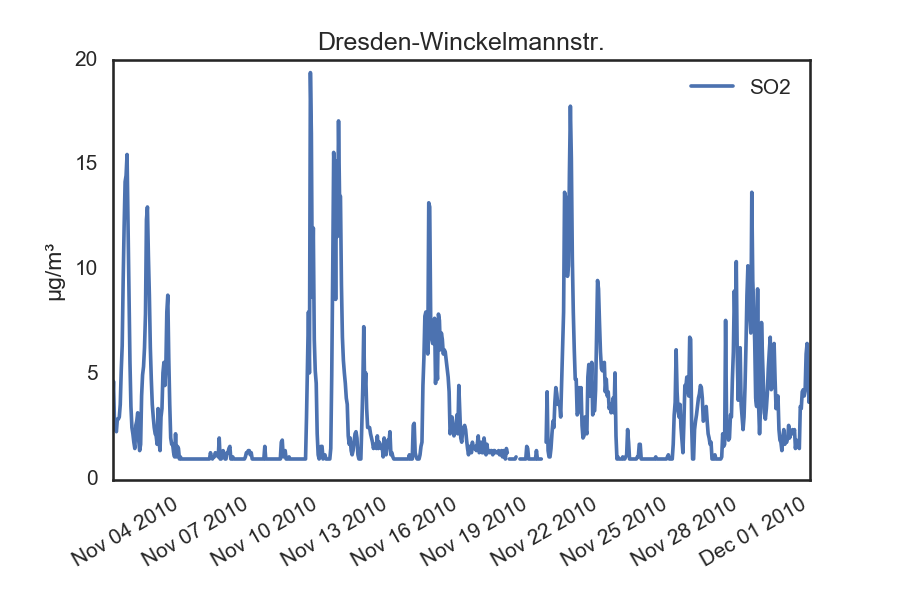 Dresden-Winckelmannstr.
SO2
µg/m³
20
15
10
5
0
Nov 04 2010
Nov 07 2010
Nov 10 2010
Nov 13 2010
Nov 16 2010
Nov 19 2010
Nov 22 2010
Nov 25 2010
Nov 28 2010
Dec 01 2010